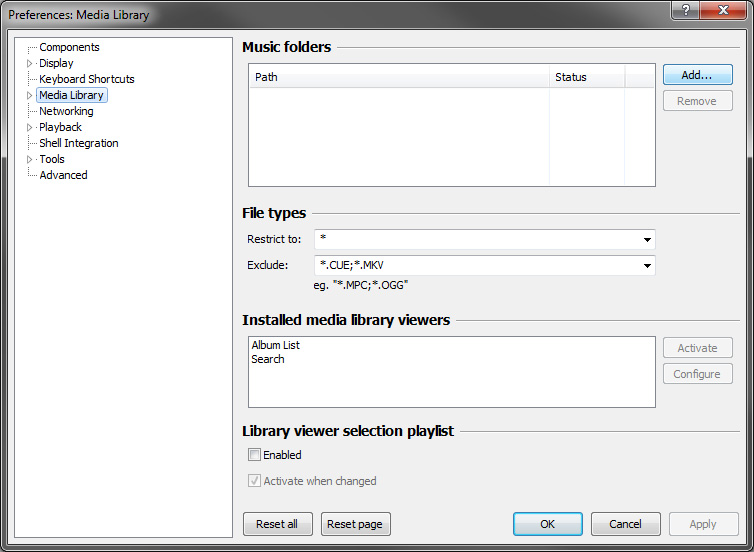 Preferences: Media Library
Components
Display
Keyboard Shortcuts
Media Library
Networking
Playback
Shell Integration
Tools
Advanced
Music folders
Path Status
Add...
Remove
File types
Restrict to: *
Exclude: *.CUE;*.MKV
eg. "*.MPC;*.OGG"
Installed media library viewers
Album List
Search
Activate
Configure
Library viewer selection playlist
Enabled
Activate when changed
Reset all Reset page OK Cancel Apply